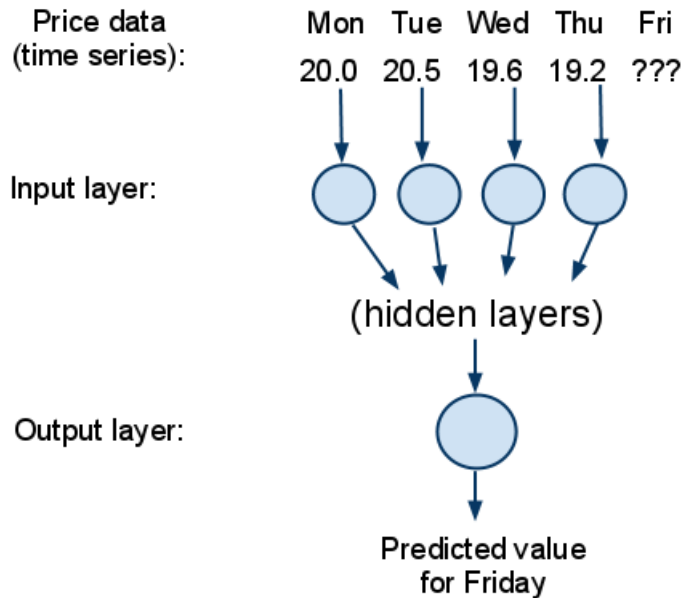 Price data
(time series):
Mon Tue Wed Thu Fri
20.0 20.5 19.6 19.2 ???
Input layer:
(hidden layers)
Output layer:
Predicted value
for Friday